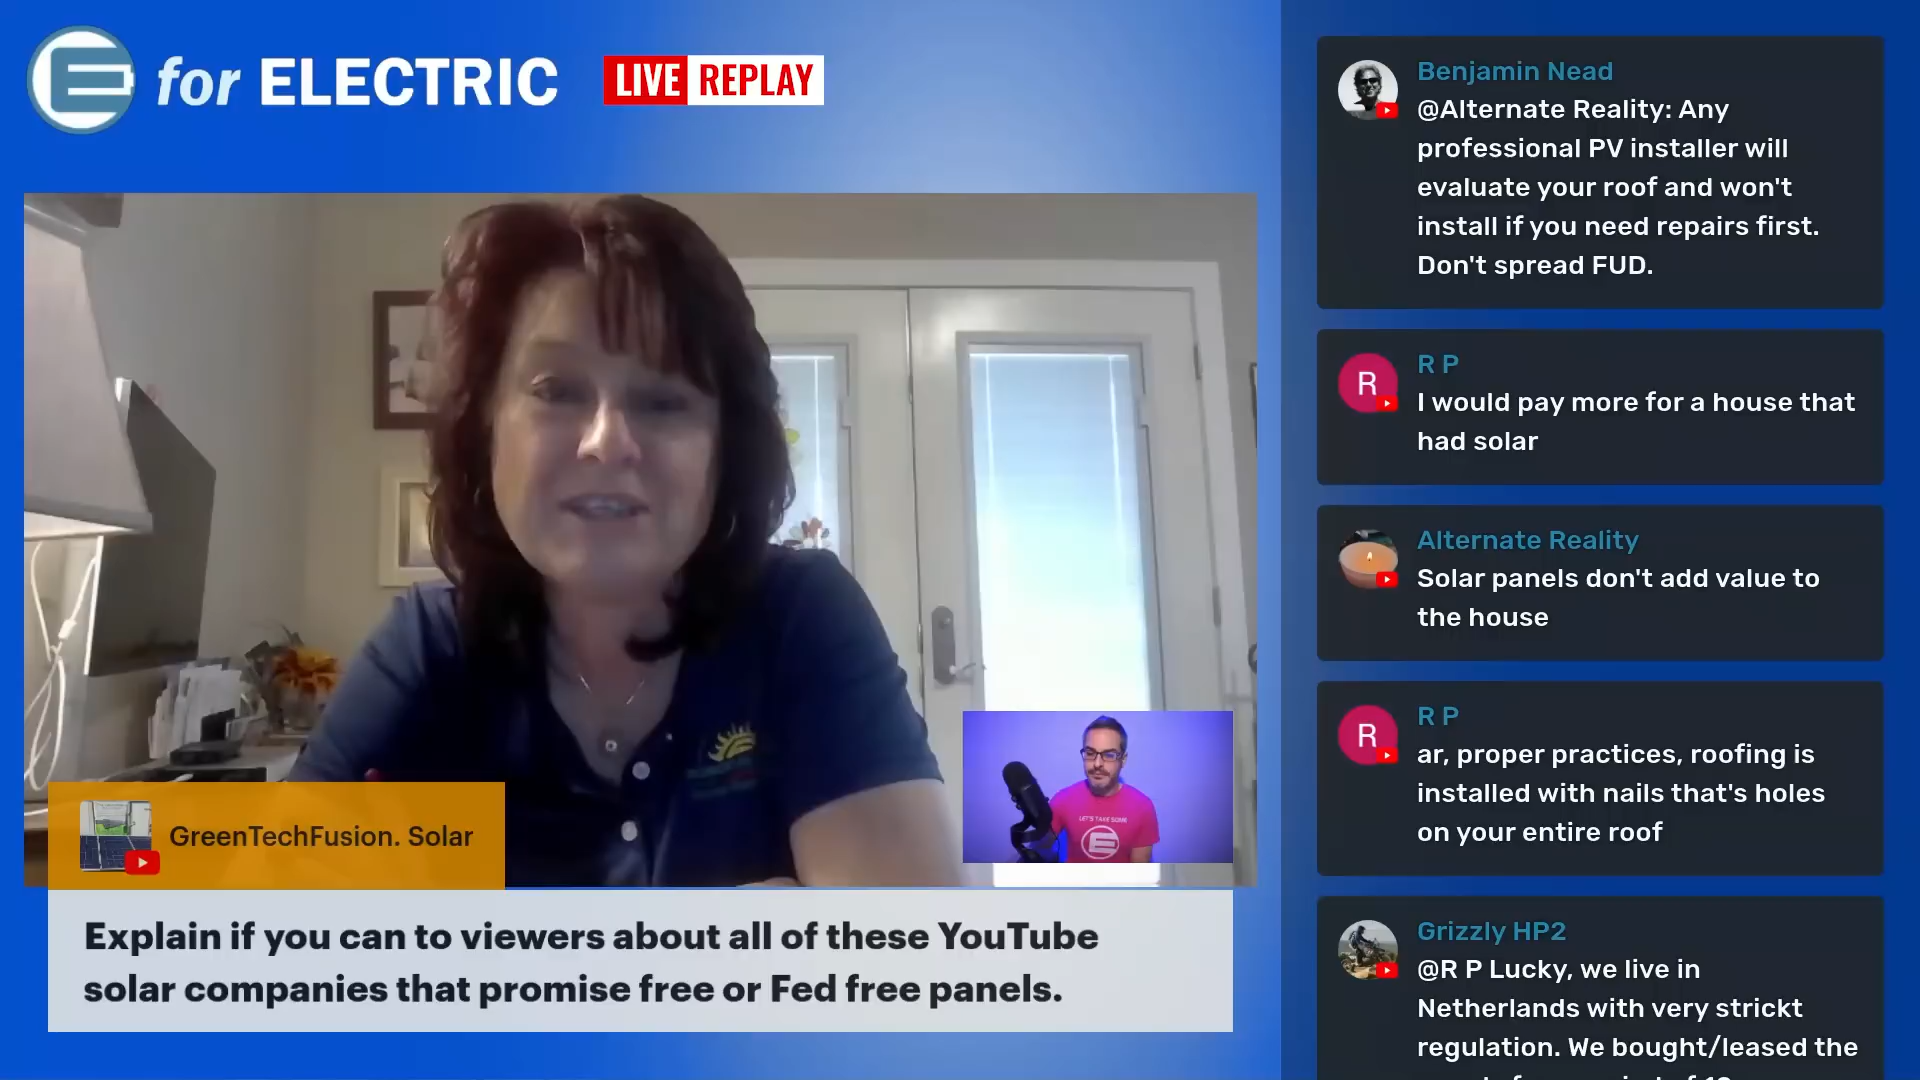 for ELECTRIC
LIVE REPLAY
LET'S TAKE SOME
GreenTechFusion. Solar
Explain if you can to viewers about all of these YouTube
solar companies that promise free or Fed free panels.
Benjamin Nead
@Alternate Reality: Any
professional PV installer will
evaluate your roof and won't
install if you need repairs first.
Don't spread FUD.
R
R P
I would pay more for a house that
had solar
Alternate Reality
Solar panels don't add value to
the house
R
R P
ar, proper practices, roofing is
installed with nails that's holes
on your entire roof
Grizzly HP2
@R P Lucky, we live in
Netherlands with very strickt
regulation. We bought/leased the